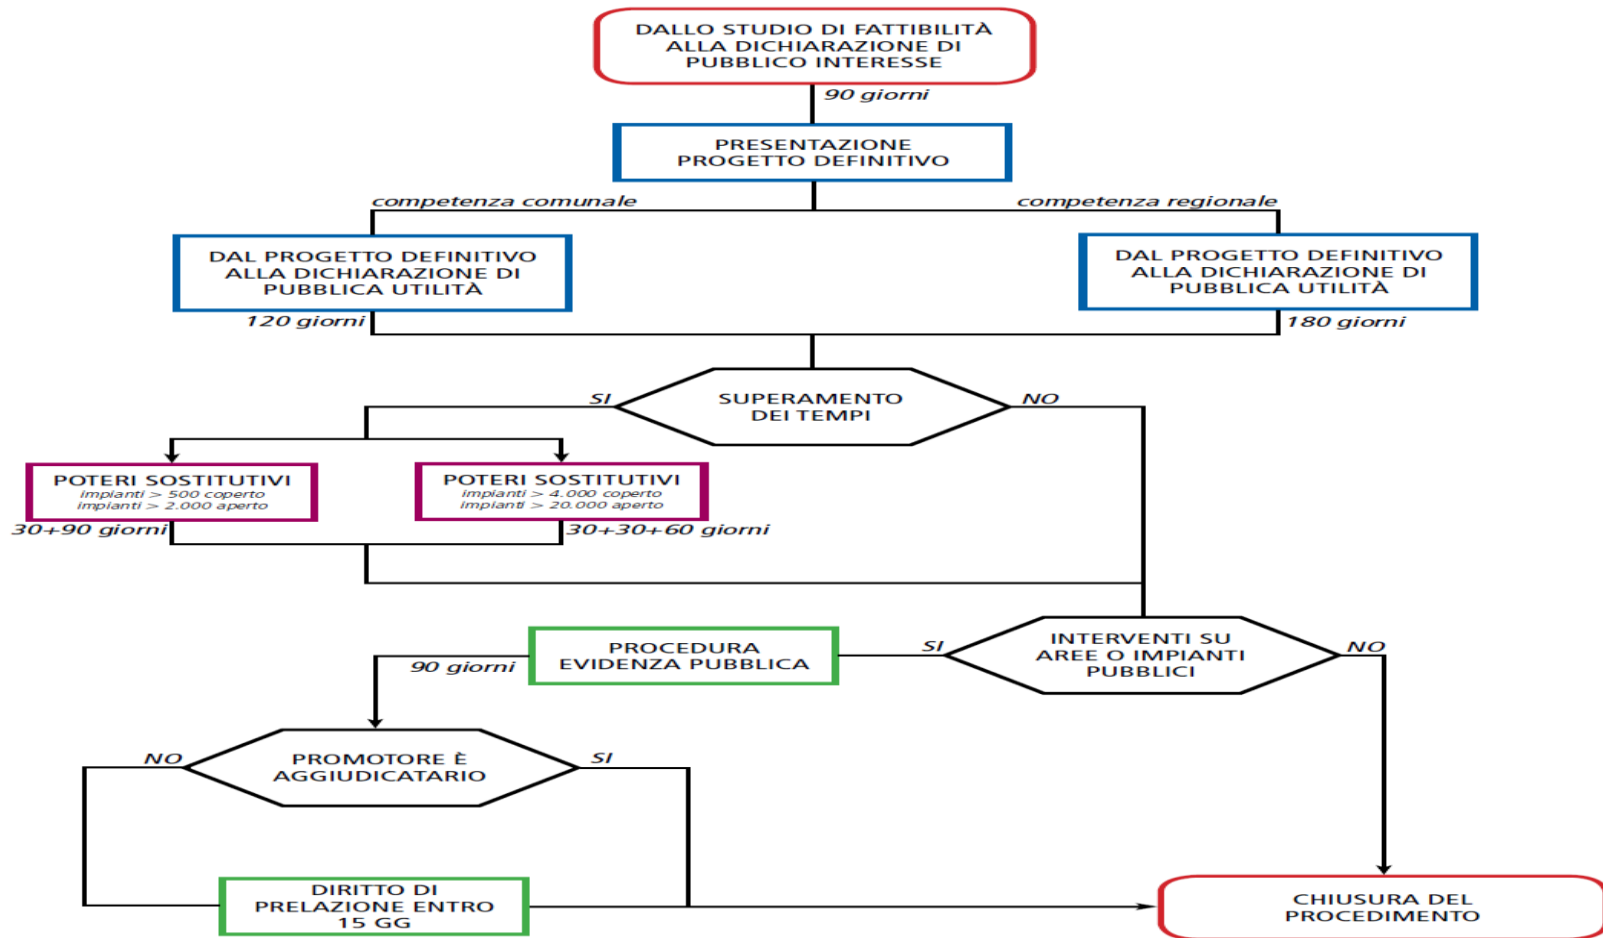 DALLO STUDIO DI FATTIBILITÀ
ALLA DICHIARAZIONE DI
PUBBLICO INTERESSE
90 giorni
PRESENTAZIONE
PROGETTO DEFINITIVO
competenza comunale
competenza regionale
DAL PROGETTO DEFINITIVO
ALLA DICHIARAZIONE DI
PUBBLICA UTILITÀ
DAL PROGETTO DEFINITIVO
ALLA DICHIARAZIONE DI
PUBBLICA UTILITÀ
120 giorni
180 giorni
SI
SUPERAMENTO
DEI TEMPI
NO
POTERI SOSTITUTIVI
impianti > 500 coperto
impianti > 2.000 aperto
POTERI SOSTITUTIVI
impianti > 4.000 coperto
impianti > 20.000 aperto
30+90 giorni
30+30+60 giorni
PROCEDURA
EVIDENZA PUBBLICA
SI
INTERVENTI SU
AREE O IMPIANTI
PUBBLICI
NO
90 giorni
NO
PROMOTORE È
AGGIUDICATARIO
SI
DIRITTO DI
PRELAZIONE ENTRO
15 GG
CHIUSURA DEL
PROCEDIMENTO